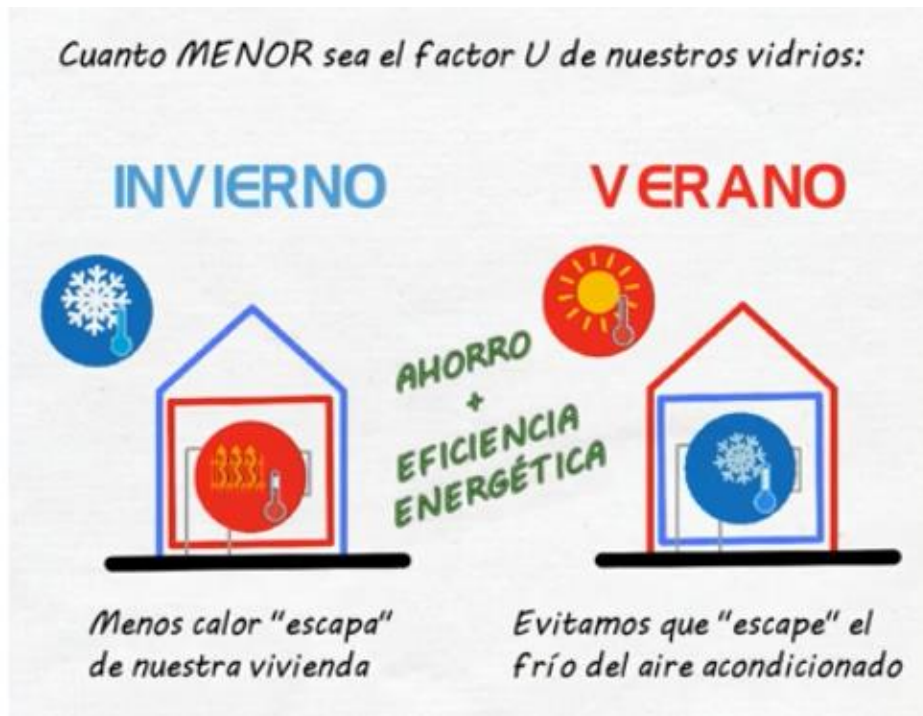 Cuanto MENOR sea el factor U de nuestros vidrios:
INVIERNO
VERANO
AHORRO
+
EFICIENCIA
ENERGÉTICA
Menos calor "escapa"
de nuestra vivienda
Evitamos que "escape" el
frío del aire acondicionado